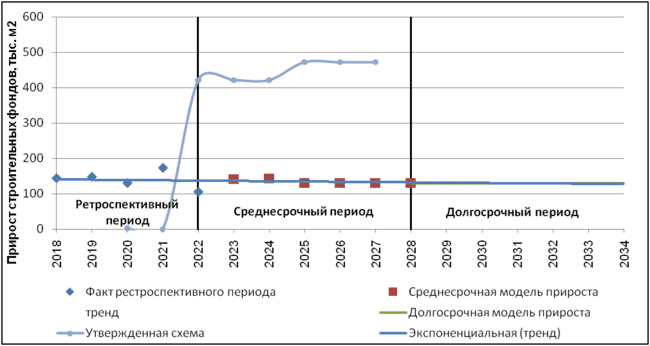 Прирост строительных фондов, тыс. м2
600
500
400
300
200
100
0
Ретроспективный
период
Среднесрочный период
Долгосрочный период
2018
2019
2020
2021
2022
2023
2024
2025
2026
2027
2028
2029
2030
2031
2032
2033
2034
Факт рестроспективного периода
Среднесрочная модель прироста
тренд
Долгосрочная модель прироста
Утвержденная схема
Экспоненциальная (тренд)